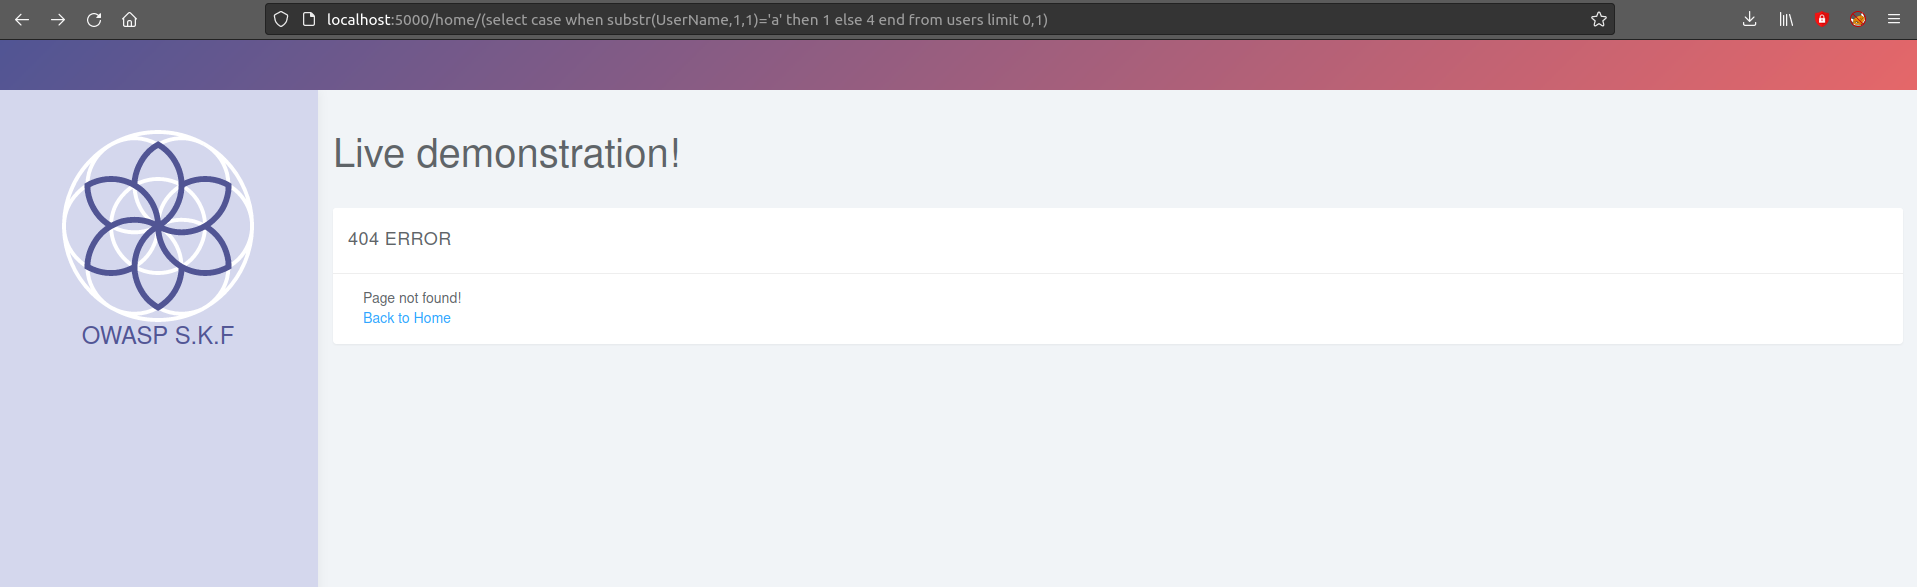 localhost:5000/home/(select case when substr(UserName,1,1)='a' then 1 else 4 end from users limit 0,1)
OWASP S.K.F
Live demonstration!
404 ERROR
Page not found!
Back to Home